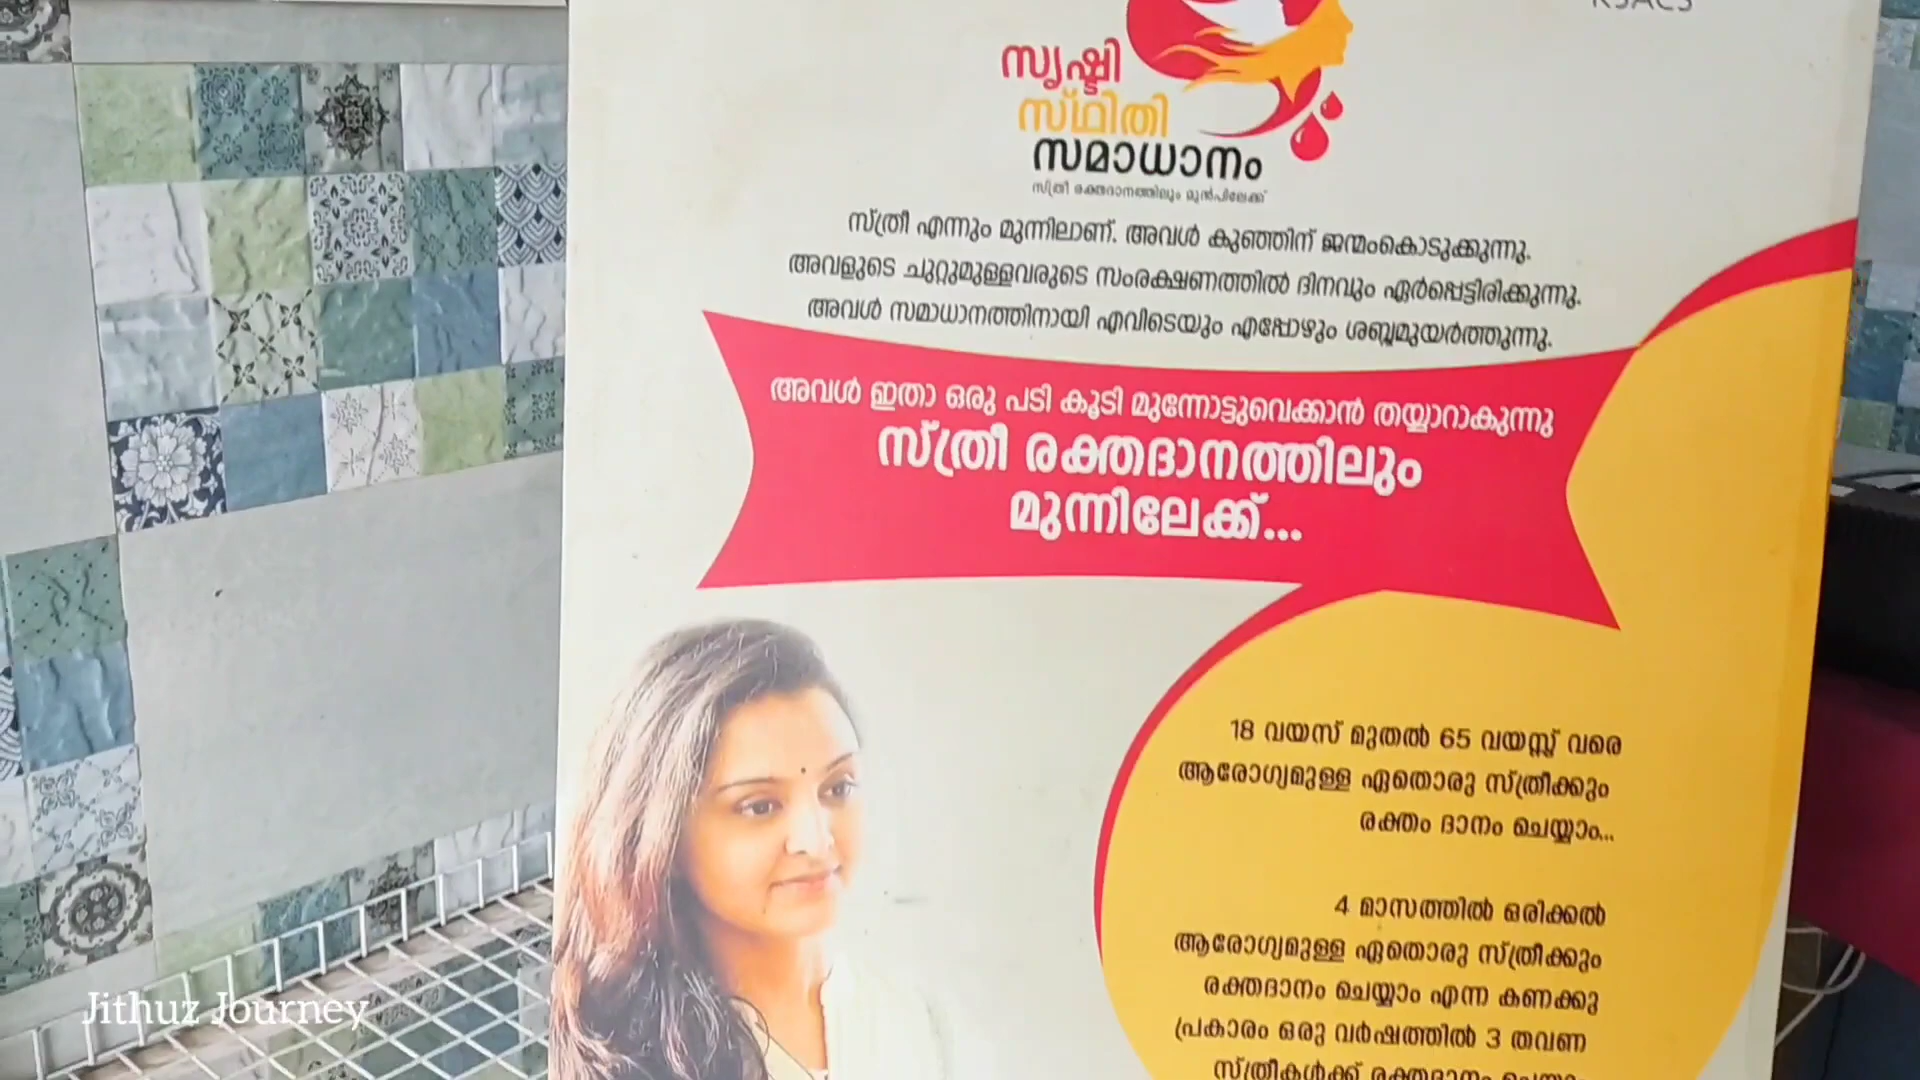 KSACS
സൃഷ്ടി
സ്ഥിതി
സമാധാനം
സ്ത്രീ രക്തദാനത്തിലും മുൻപിലേക്ക്
സ്ത്രീ എന്നും മുന്നിലാണ്. അവൾ കുഞ്ഞിന് ജന്മംകൊടുക്കുന്നു.
അവളുടെ ചുറ്റുമുള്ളവരുടെ സംരക്ഷണത്തിൽ ദിനവും ഏർപ്പെട്ടിരിക്കുന്നു.
അവൾ സമാധാനത്തിനായി എവിടെയും എപ്പോഴും ശബ്ദമുയർത്തുന്നു.
അവൾ ഇതാ ഒരു പടി കൂടി മുന്നോട്ടുവെക്കാൻ തയ്യാറാകുന്നു
സ്ത്രീ രക്തദാനത്തിലും
മുന്നിലേക്ക്...
18 വയസ് മുതൽ 65 വയസ്സ് വരെ
ആരോഗ്യമുള്ള ഏതൊരു സ്ത്രീക്കും
രക്തം ദാനം ചെയ്യാം...
4 മാസത്തിൽ ഒരിക്കൽ
ആരോഗ്യമുള്ള ഏതൊരു സ്ത്രീക്കും
രക്തദാനം ചെയ്യാം എന്ന കണക്കു
പ്രകാരം ഒരു വർഷത്തിൽ 3 തവണ
സ്ത്രീകൾക്ക് രക്തദാനം
Jithuz Journey